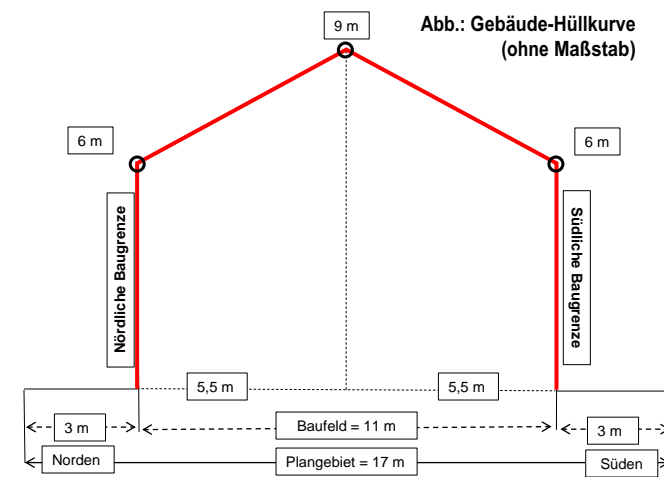 9 m
Abb.: Gebäude-Hüllkurve
(ohne Maßstab)
6 m
6 m
Nördliche Baugrenze
Südliche Baugrenze
5,5 m
5,5 m
3 m
Baufeld = 11 m
3 m
Norden
Plangebiet = 17 m
Süden